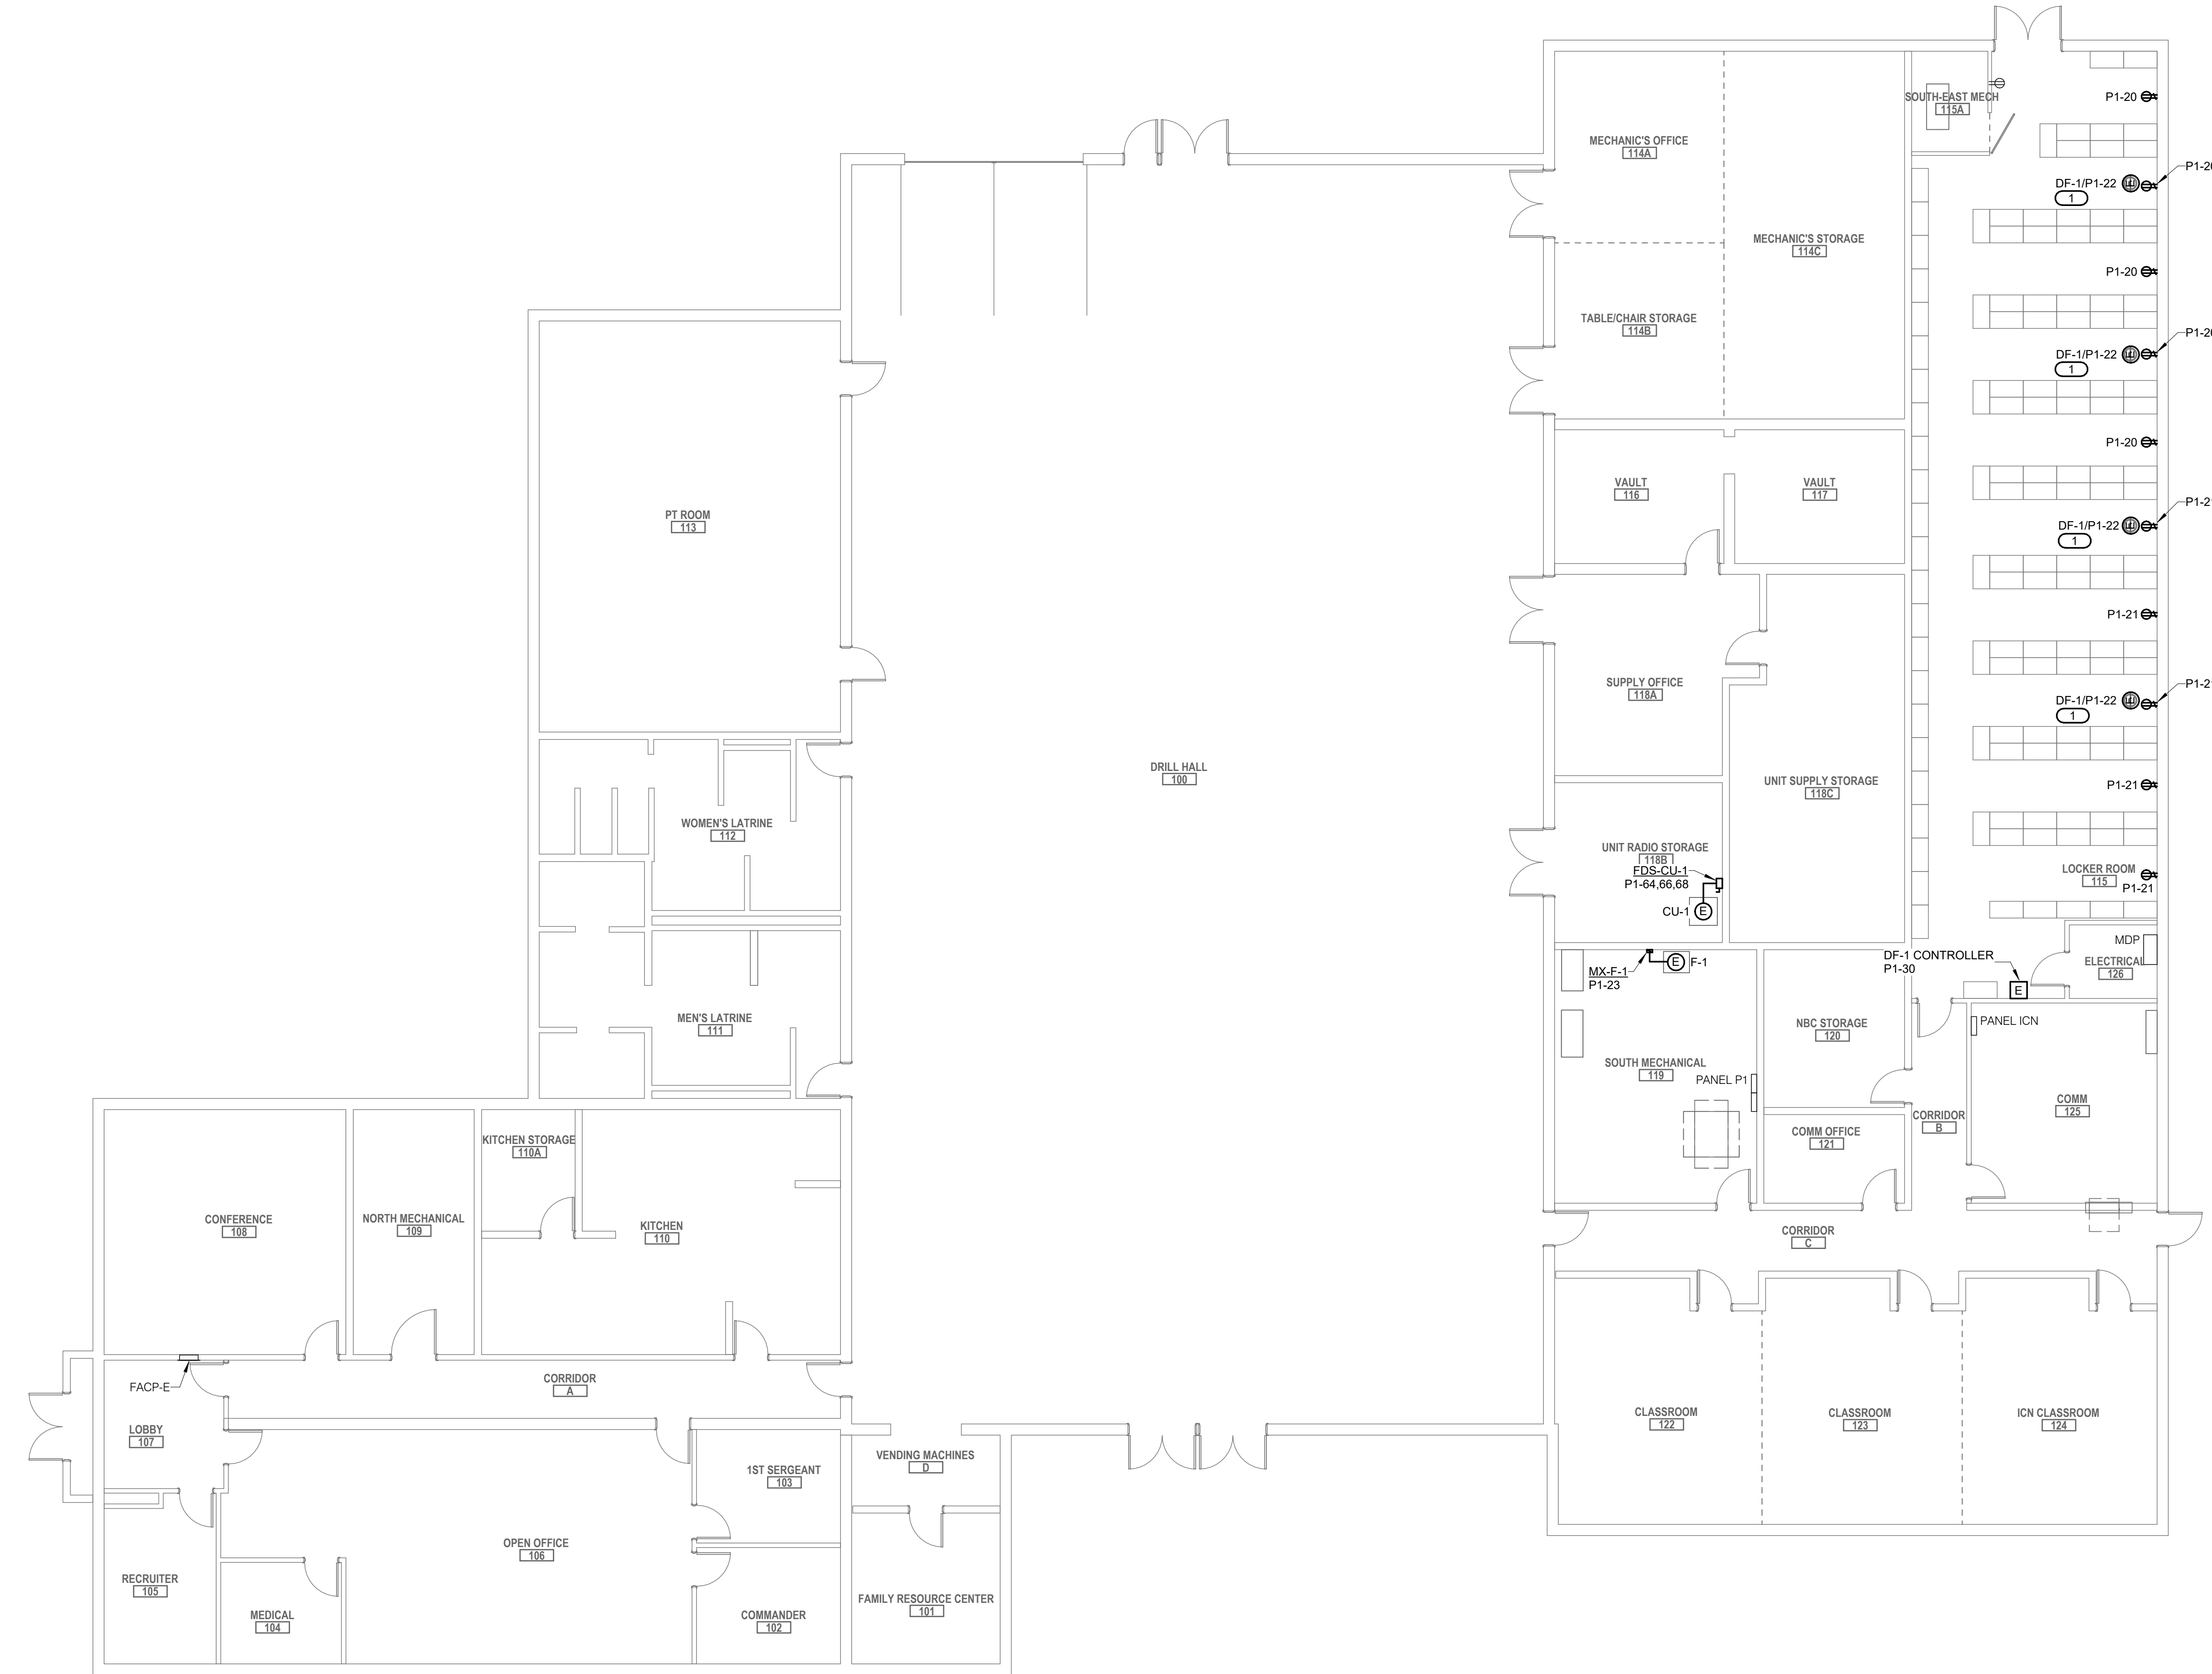 SOUTH-EAST MECH
115A
P1-20
MECHANIC'S OFFICE
114A
DF-1/P1-22
1
MECHANIC'S STORAGE
114C
P1-20
TABLE/CHAIR STORAGE
114B
DF-1/P1-22
1
P1-20
VAULT
116
VAULT
117
PT ROOM
113
DF-1/P1-22
1
P1-21
SUPPLY OFFICE
118A
DF-1/P1-22
1
DRILL HALL
100
UNIT SUPPLY STORAGE
118C
P1-21
WOMEN'S LATRINE
112
UNIT RADIO STORAGE
118B
FDS-CU-1
P1-64,66,68
CU-1
E
LOCKER ROOM
115
P1-21
MDP
ELECTRICAL
126
DF-1 CONTROLLER
P1-30
E
MX-F-1
P1-23
E
F-1
MEN'S LATRINE
111
NBC STORAGE
120
PANEL ICN
SOUTH MECHANICAL
119
PANEL P1
COMM
125
CORRIDOR
B
COMM OFFICE
121
KITCHEN STORAGE
110A
CONFERENCE
108
NORTH MECHANICAL
109
KITCHEN
110
CORRIDOR
C
FACP-E
CORRIDOR
A
LOBBY
107
CLASSROOM
122
CLASSROOM
123
ICN CLASSROOM
124
VENDING MACHINES
D
1ST SERGEANT
103
OPEN OFFICE
106
RECRUITER
105
MEDICAL
104
COMMANDER
102
FAMILY RESOURCE CENTER
101